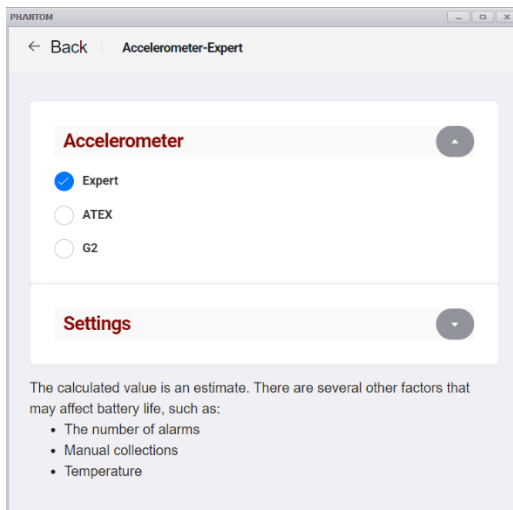 PHANTOM
Back
Accelerometer-Expert
Accelerometer
Expert
ATEX
G2
Settings
The calculated value is an estimate. There are several other factors that
may affect battery life, such as:
• The number of alarms
• Manual collections
• Temperature